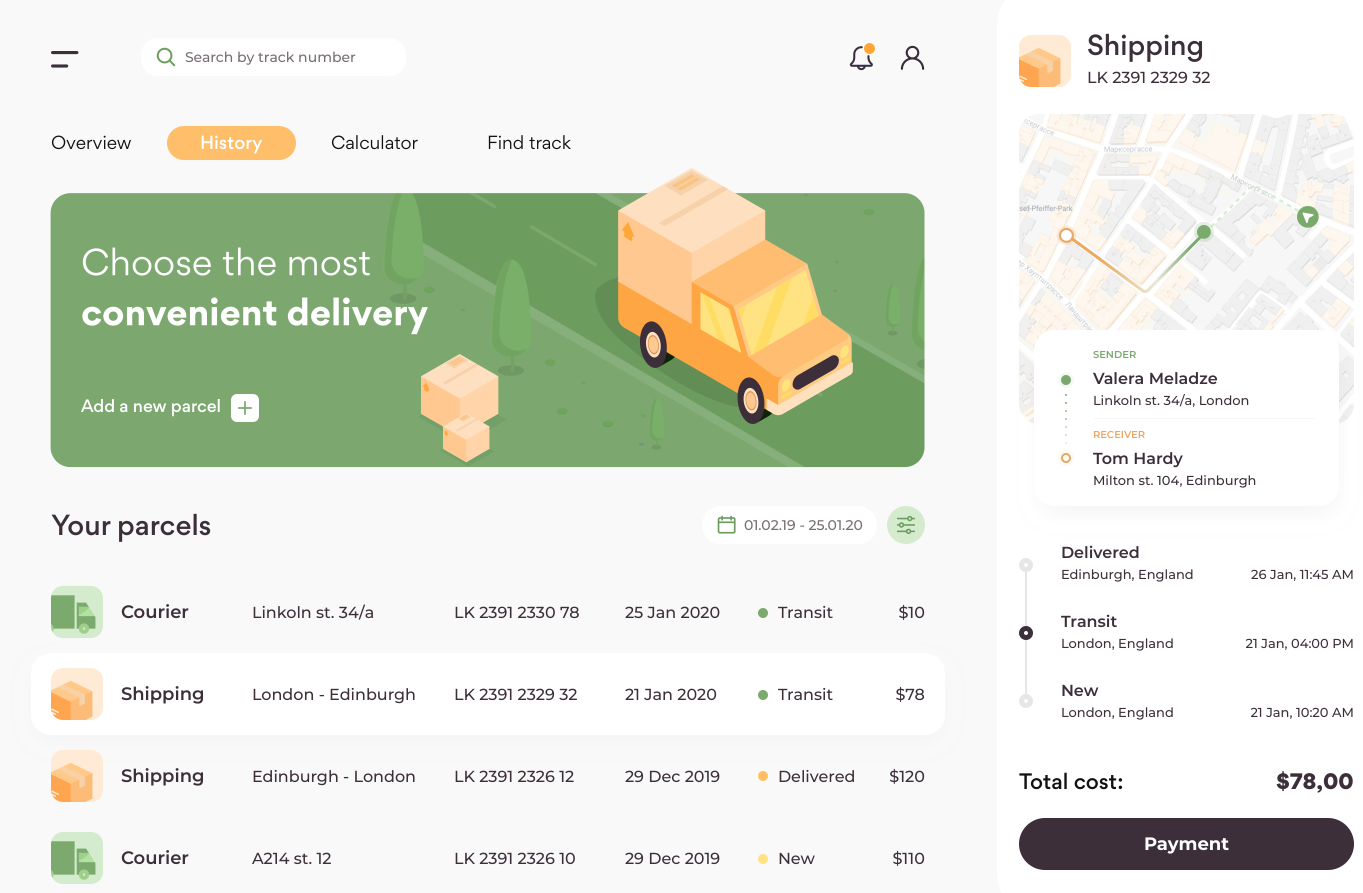 Search by track number
Overview
History
Calculator
Find track
Choose the most
convenient delivery
Add a new parcel
Your parcels
01.02.19 - 25.01.20
Courier Linkoln st. 34/a LK 2391 2330 78 25 Jan 2020 Transit $10
Shipping London - Edinburgh LK 2391 2329 32 21 Jan 2020 Transit $78
Shipping Edinburgh - London LK 2391 2326 12 29 Dec 2019 Delivered $120
Courier A214 st. 12 LK 2391 2326 10 29 Dec 2019 New $110
Shipping
LK 2391 2329 32
Марксергассе
sef-Pfeiffer-Park
SENDER
Valera Meladze
Linkoln st. 34/a, London
RECEIVER
Tom Hardy
Milton st. 104, Edinburgh
Delivered
Edinburgh, England 26 Jan, 11:45 AM
Transit
London, England 21 Jan, 04:00 PM
New
London, England 21 Jan, 10:20 AM
Total cost: $78,00
Payment